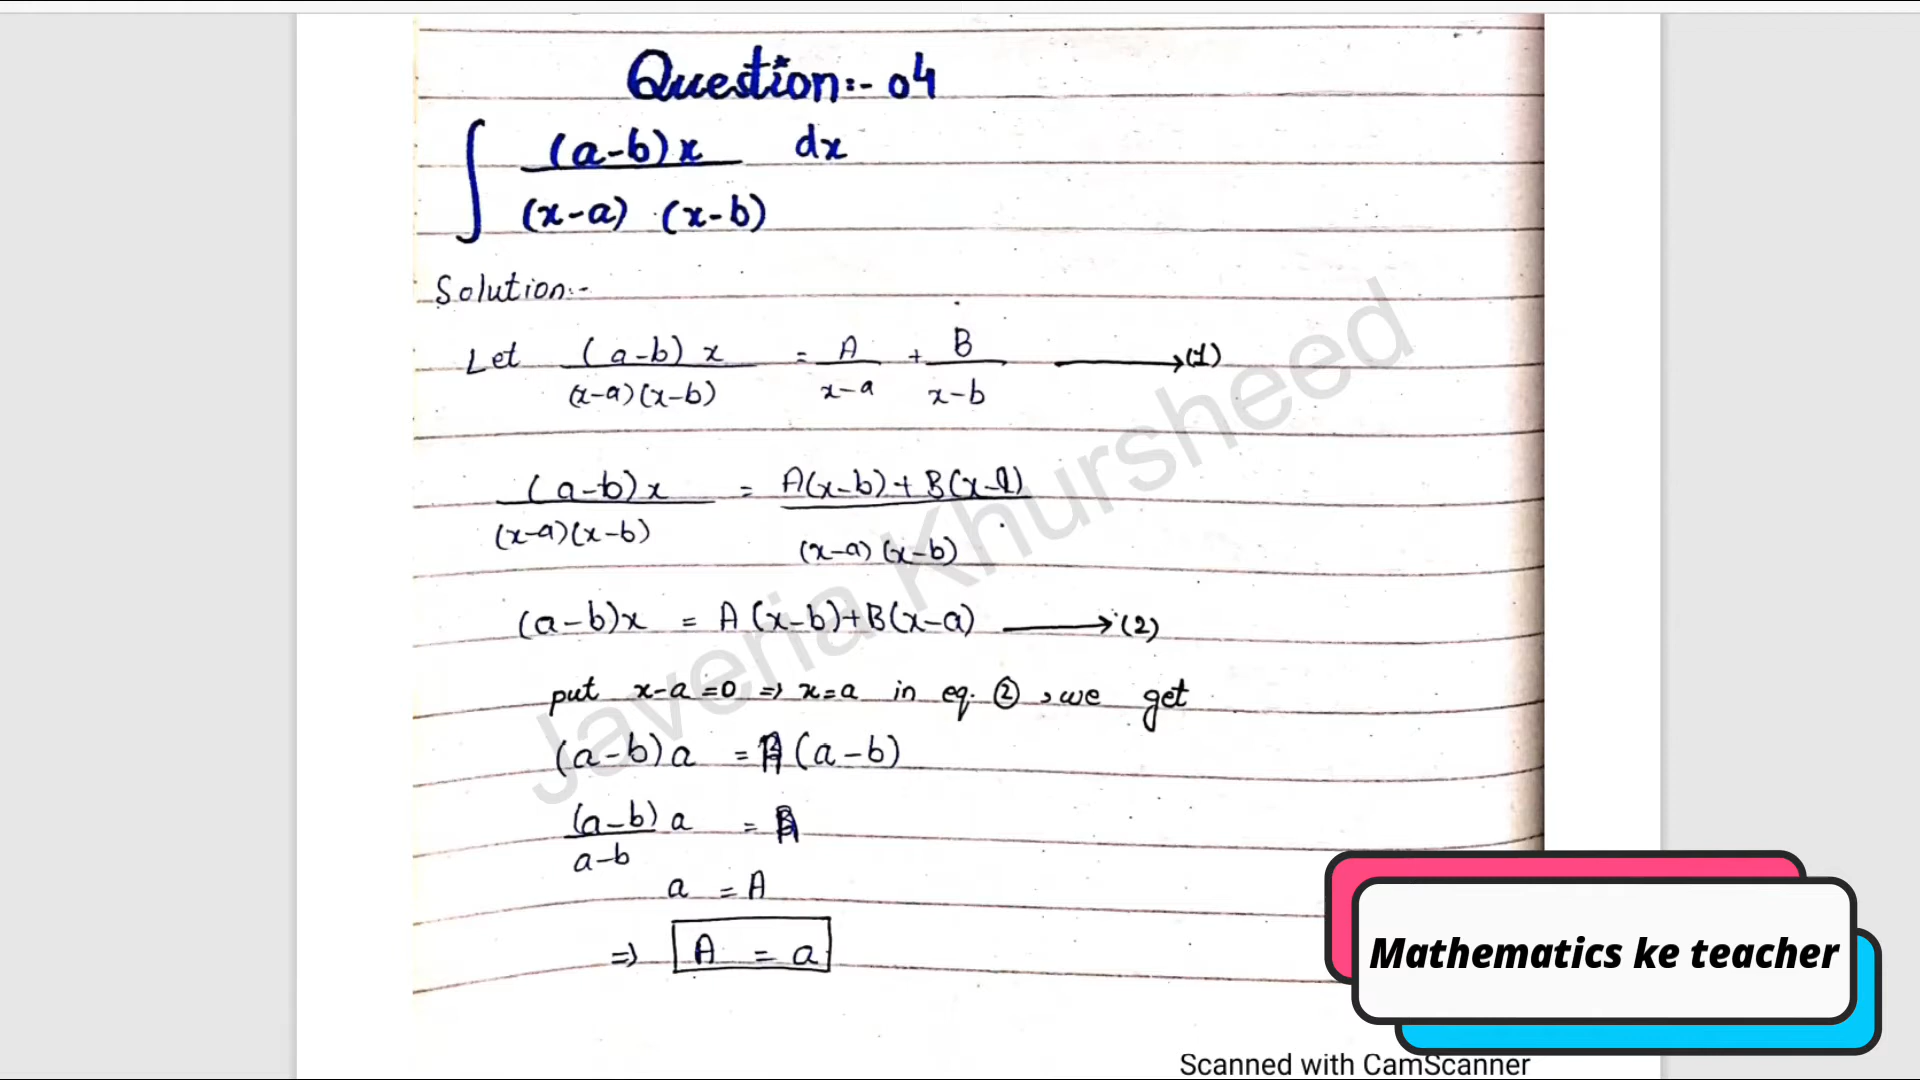 Question:- 04
∫ (a-b)x / (x-a) (x-b) dx
Solution:-
Let (a-b) x / (x-a)(x-b) = A / x-a + B / x-b ⟶(1)
(a-b)x / (x-a)(x-b) = A(x-b)+B(x-a) / (x-a)(x-b)
(a-b)x = A(x-b)+B(x-a) ⟶(2)
put x-a=0 => x=a in eq. ②, we get
(a-b)a = A(a-b)
(a-b)a / a-b = A
a = A
=> A = a
Javeria Khursheed
Mathematics ke teacher
Scanned with CamScanner